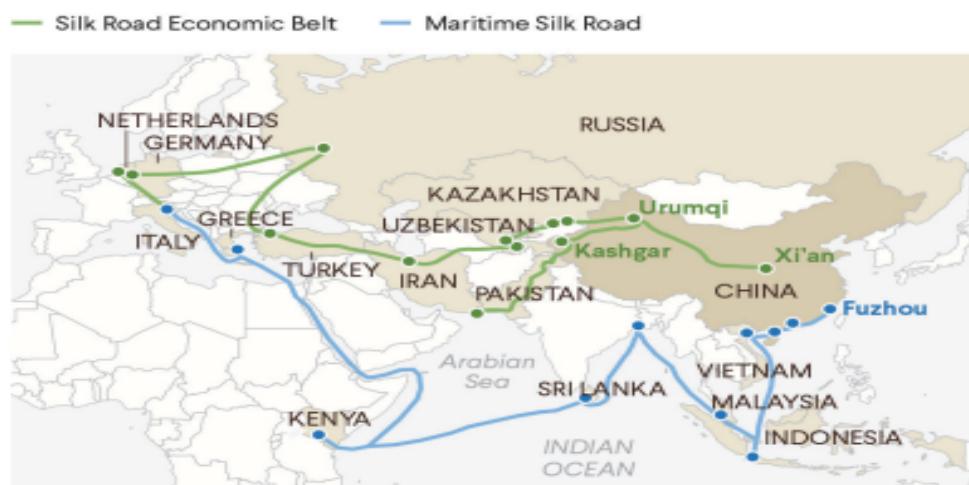 Silk Road Economic Belt
Maritime Silk Road
NETHERLANDS
GERMANY
RUSSIA
KAZAKHSTAN
Urumqi
GREECE
UZBEKISTAN
ITALY
Kashgar
Xi'an
TURKEY
IRAN
PAKISTAN
CHINA
Fuzhou
Arabian
Sea
VIETNAM
SRI LANKA
MALAYSIA
KENYA
INDONESIA
INDIAN
OCEAN